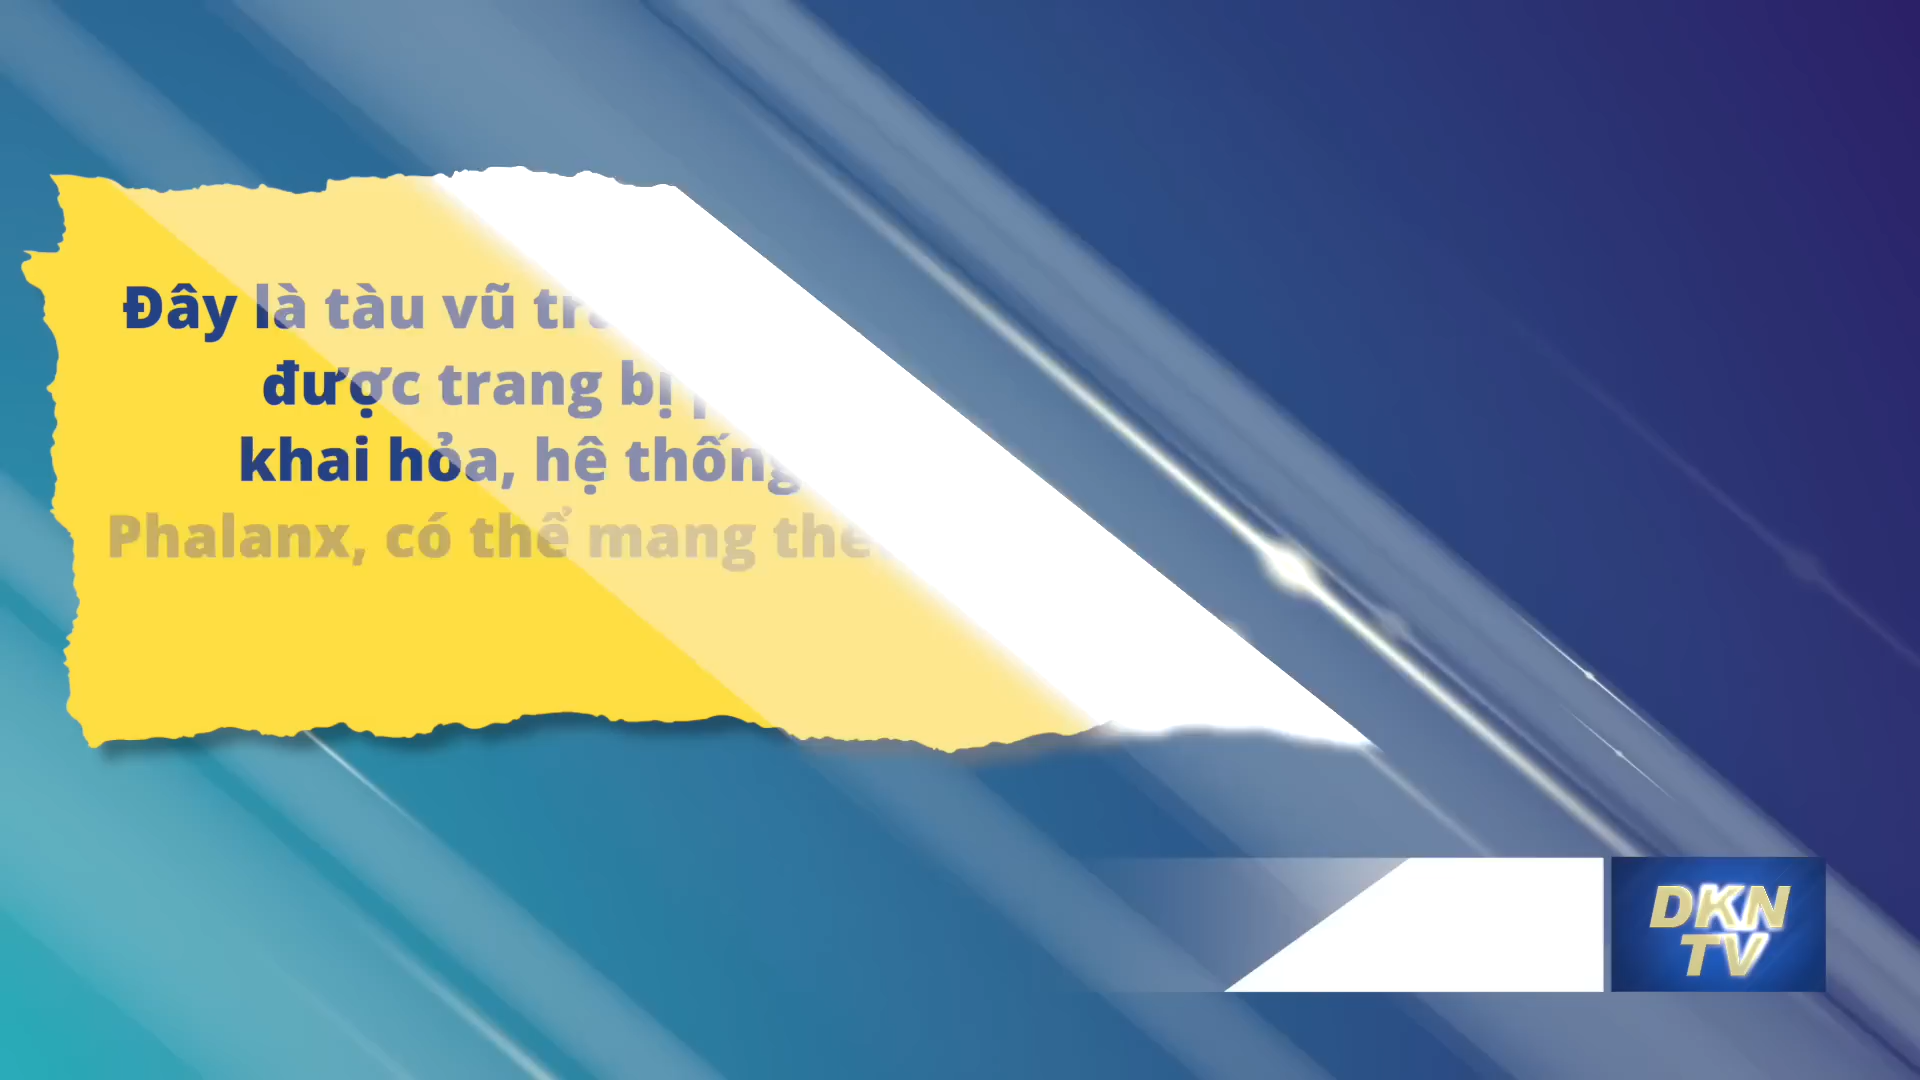 Đây là tàu vũ
được trang bị
khai hỏa, hệ thống
Phalanx, có thể mang
DKN
TV